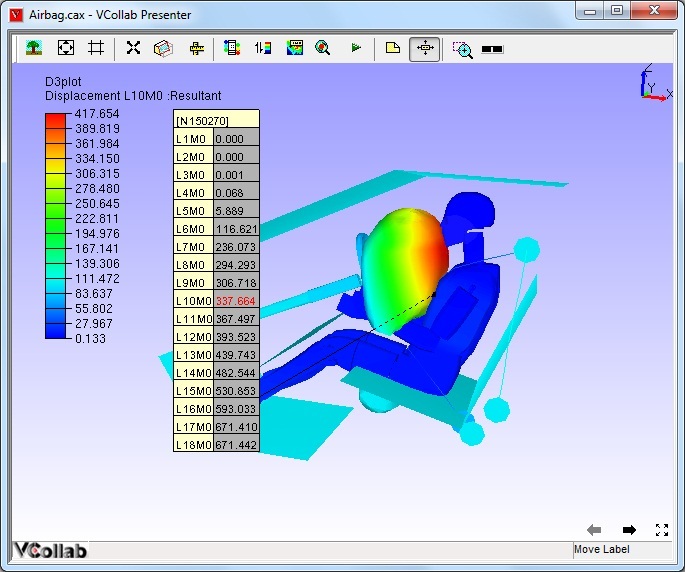 Airbag.cax - VCollab Presenter
D3plot
Displacement L10M0 :Resultant
417.654
389.819
361.984
334.150
306.315
278.480
250.645
222.811
194.976
167.141
139.306
111.472
83.637
55.802
27.967
0.133
[N150270]
L1M0 0.000
L2M0 0.000
L3M0 0.001
L4M0 0.068
L5M0 5.889
L6M0 116.621
L7M0 236.073
L8M0 294.293
L9M0 306.718
L10M0 337.664
L11M0 367.497
L12M0 393.523
L13M0 439.743
L14M0 482.544
L15M0 530.853
L16M0 593.033
L17M0 671.410
L18M0 671.442
Z
Y
X
VCollab
Move Label